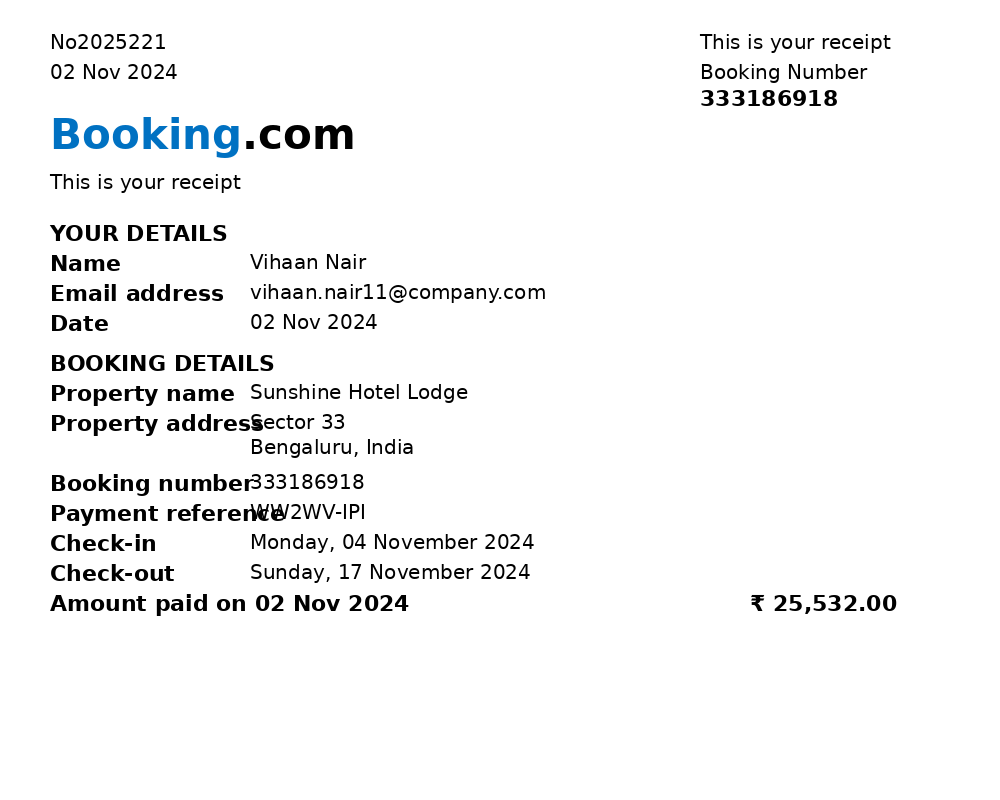 No2025221
This is your receipt
02 Nov 2024
Booking Number
333186918
Booking.com
This is your receipt
YOUR DETAILS
Name Vihaan Nair
Email address vihaan.nair11@company.com
Date 02 Nov 2024
BOOKING DETAILS
Property name Sunshine Hotel Lodge
Property address Sector 33
Bengaluru, India
Booking number 333186918
Payment reference WW2WV-IPI
Check-in Monday, 04 November 2024
Check-out Sunday, 17 November 2024
Amount paid on 02 Nov 2024 ₹ 25,532.00